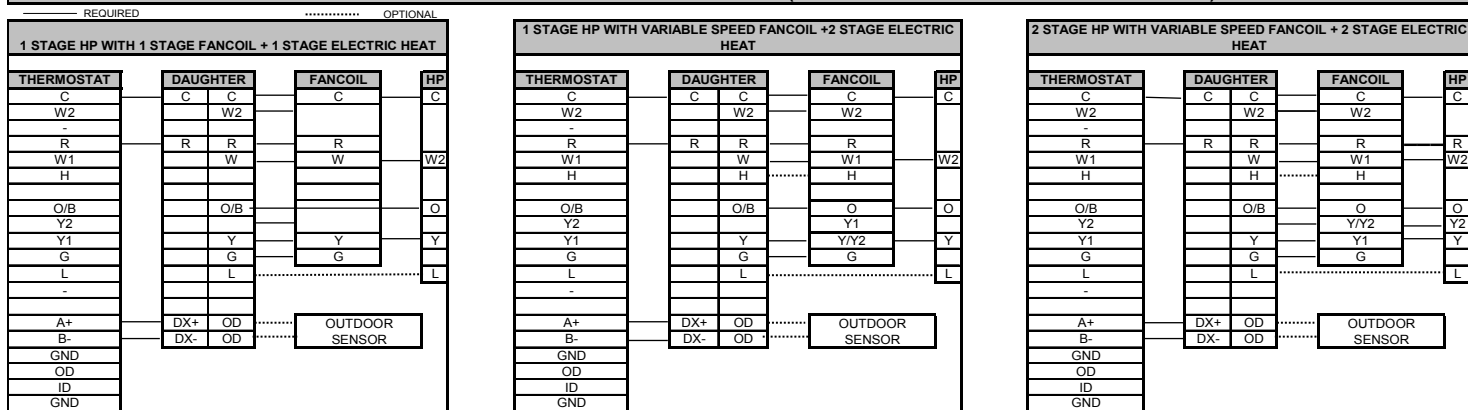 REQUIRED OPTIONAL
1 STAGE HP WITH 1 STAGE FANCOIL + 1 STAGE ELECTRIC HEAT
THERMOSTAT DAUGHTER FANCOIL HP
C C C C C
W2 W2
-
R R R R
W1 W W W2
H
O/B O/B O
Y2
Y1 Y Y Y
G G G
L L L
-
A+ DX+ OD OUTDOOR
B- DX- OD SENSOR
GND
OD
ID
GND
1 STAGE HP WITH VARIABLE SPEED FANCOIL +2 STAGE ELECTRIC
HEAT
THERMOSTAT DAUGHTER FANCOIL HP
C C C C C
W2 W2 W2
-
R R R R
W1 W W1 W2
H H H
O/B O/B O O
Y2 Y1
Y1 Y Y/Y2 Y
G G G
L L L
-
A+ DX+ OD OUTDOOR
B- DX- OD SENSOR
GND
OD
ID
GND
2 STAGE HP WITH VARIABLE SPEED FANCOIL + 2 STAGE ELECTRIC
HEAT
THERMOSTAT DAUGHTER FANCOIL HP
C C C C C
W2 W2 W2
-
R R R R R
W1 W W1 W2
H H H
O/B O/B O O
Y2 Y/Y2 Y2
Y1 Y Y1 Y
G G G
L L L
-
A+ DX+ OD OUTDOOR
B- DX- OD SENSOR
GND
OD
ID
GND